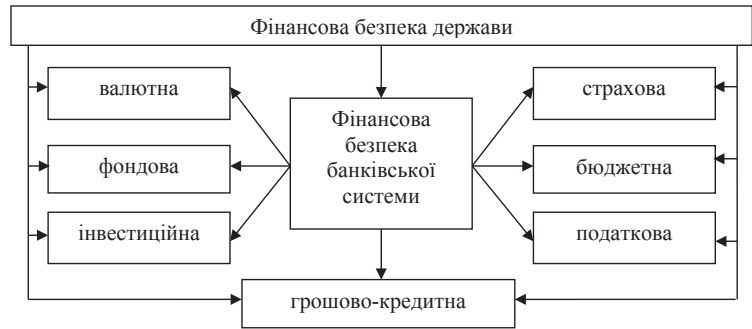 Фінансова безпека держави
валютна
фондова
інвестиційна
Фінансова
безпека
банківської
системи
страхова
бюджетна
податкова
грошово-кредитна